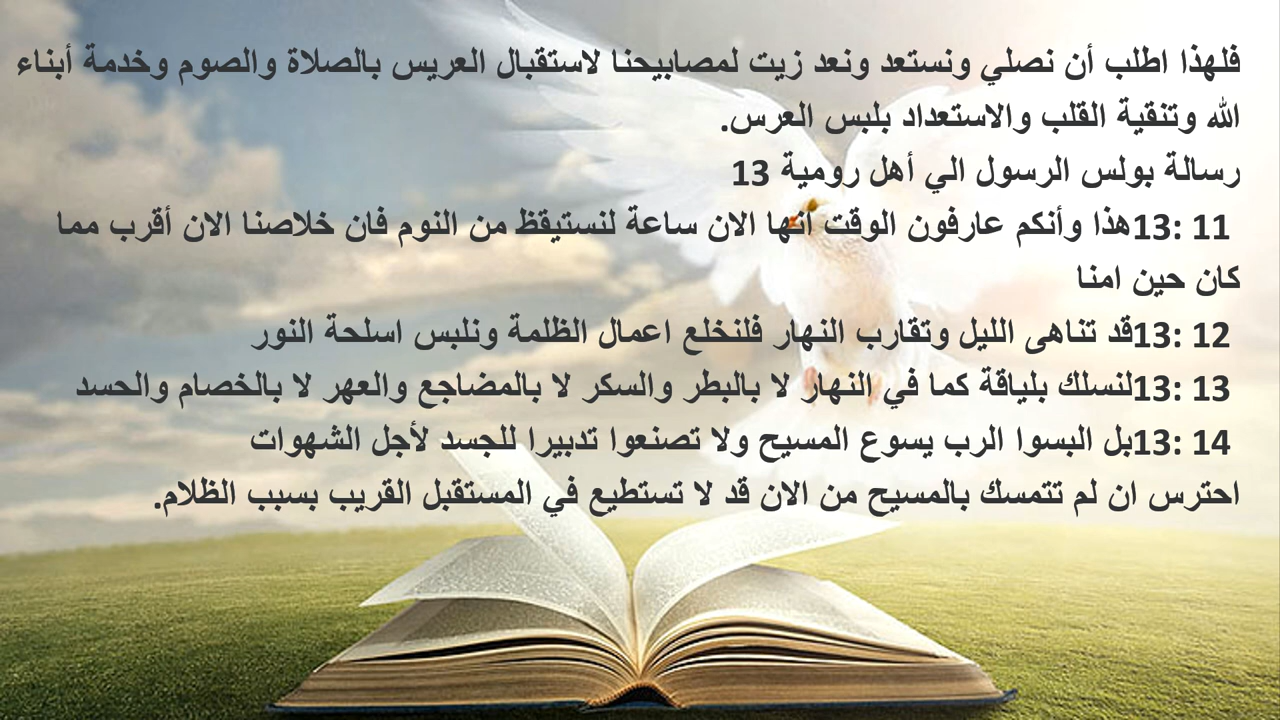 فلهذا اطلب أن نصلي ونستعد ونعد زيت لمصابيحنا لاستقبال العريس بالصلاة والصوم وخدمة أبناء
الله وتنقية القلب والاستعداد بلبس العرس.
رسالة بولس الرسول الي أهل رومية 13
13: 11هذا وأنكم عارفون الوقت انها الان ساعة لنستيقظ من النوم فان خلاصنا الان أقرب مما
كان حين امنا
13: 12قد تناهى الليل وتقارب النهار فلنخلع اعمال الظلمة ونلبس اسلحة النور
13: 13لنسلك بلياقة كما في النهار لا بالبطر والسكر لا بالمضاجع والعهر لا بالخصام والحسد
13: 14بل البسوا الرب يسوع المسيح ولا تصنعوا تدبيرا للجسد لأجل الشهوات
احترس ان لم تتمسك بالمسيح من الان قد لا تستطيع في المستقبل القريب بسبب الظلام.